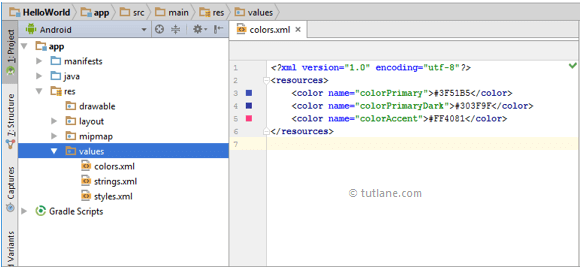 HelloWorld app src main res values
Android
colors.xml
1: Project
7: Structure
Captures
d Variants
app
manifests
java
res
drawable
layout
mipmap
values
colors.xml
strings.xml
styles.xml
Gradle Scripts
1 <?xml version="1.0" encoding="utf-8"?>
2 <resources>
3 <color name="colorPrimary">#3F51B5</color>
4 <color name="colorPrimaryDark">#303F9F</color>
5 <color name="colorAccent">#FF4081</color>
6 </resources>
7
© tutlane.com